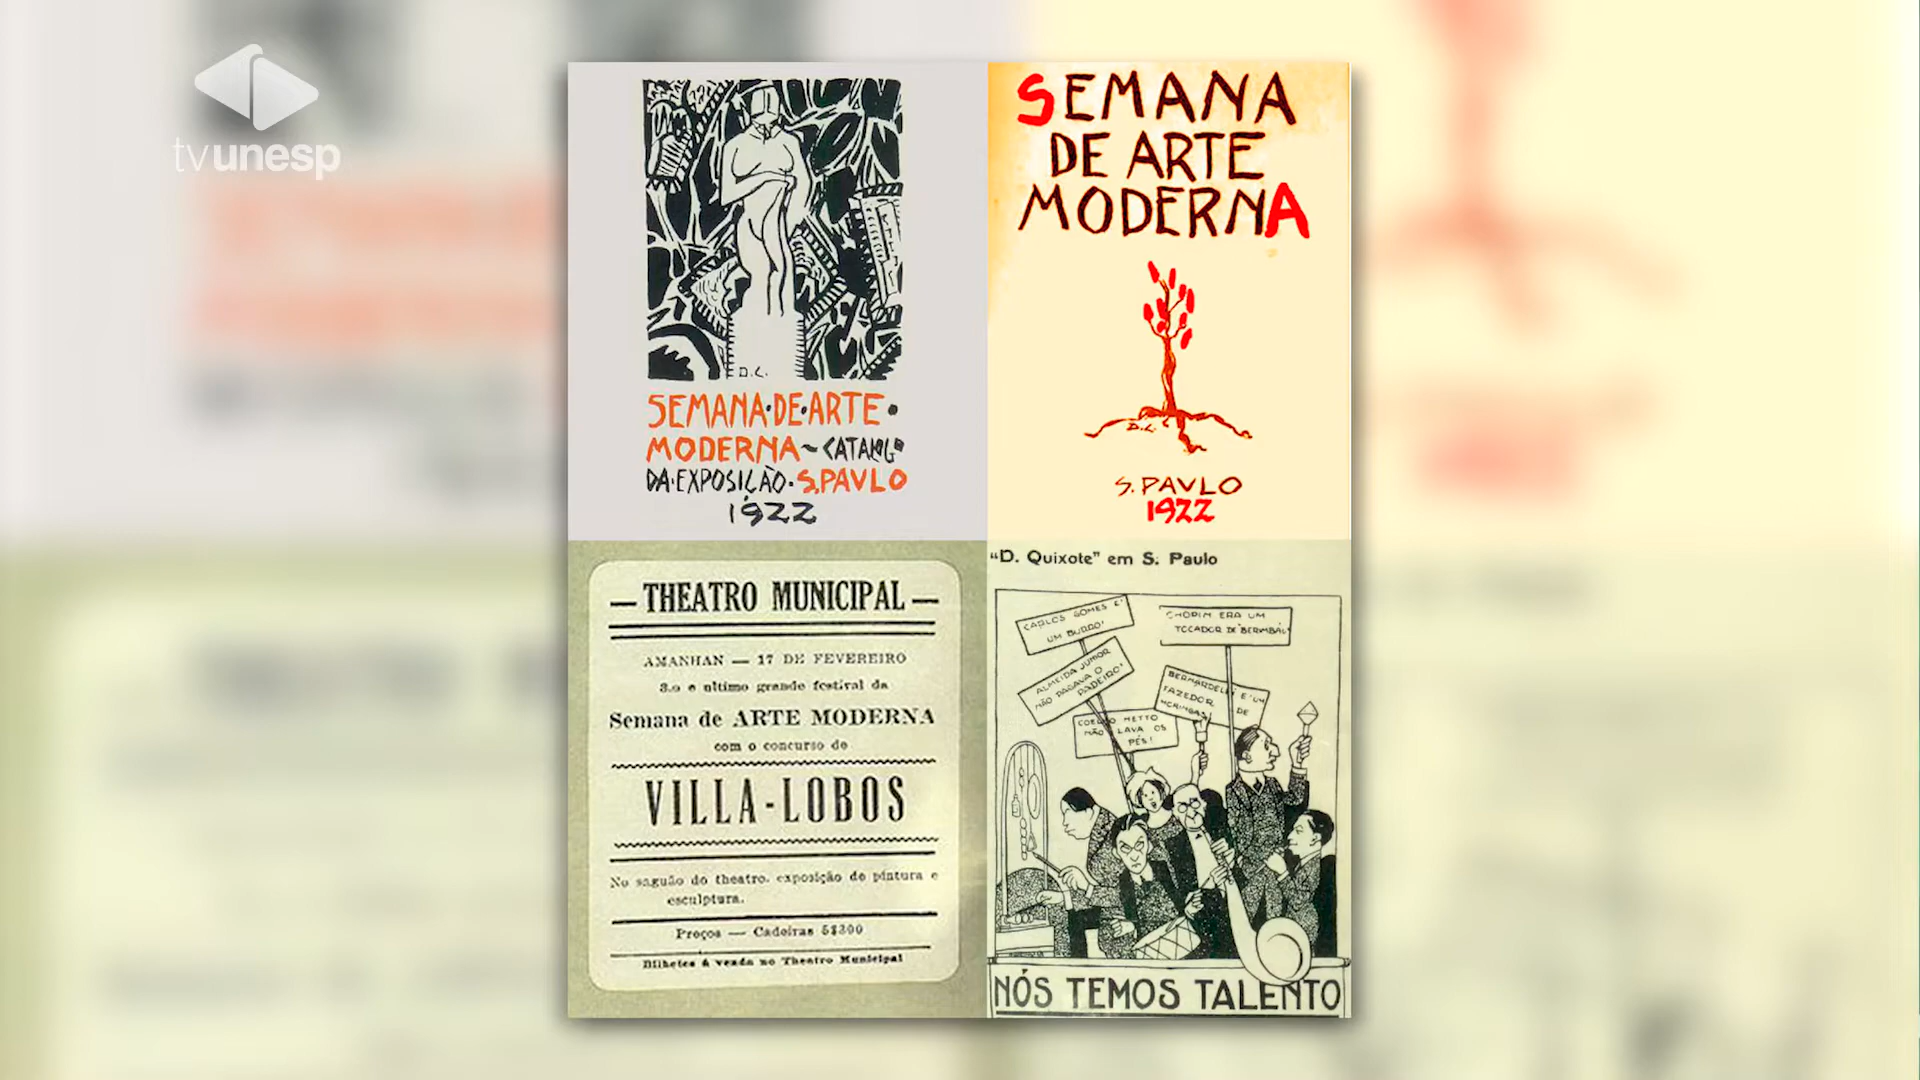 tvunesp
D.C.
SEMANA·DE·ARTE·
MODERNA~CATALOGO
DA·EXPOSIÇÃO·S.PAVLO
1922
SEMANA
DE ARTE
MODERNA
D.C.
S. PAVLO
1922
— THEATRO MUNICIPAL —
AMANHAN — 17 DE FEVEREIRO
3.o e ultimo grande festival da
Semana de ARTE MODERNA
com o concurso de
VILLA-LOBOS
No saguão do theatro, exposição de pintura e
esculptura.
Preços — Cadeiras 5$300
Bilhetes á venda no Theatro Municipal
"D. Quixote" em S. Paulo
CARLOS GOMES E'
UM BURRO!
CHOPIM ERA UM
TOCADOR DE BERIMBÁU
ALMEIDA JUNIOR
NÃO PAGAVA O
PADEIRO!
BERNARDELLI E' UM
FAZEDOR DE
MORINGAS!
COELHO NETTO
NÃO LAVA OS
PÉS!
NÓS TEMOS TALENTO